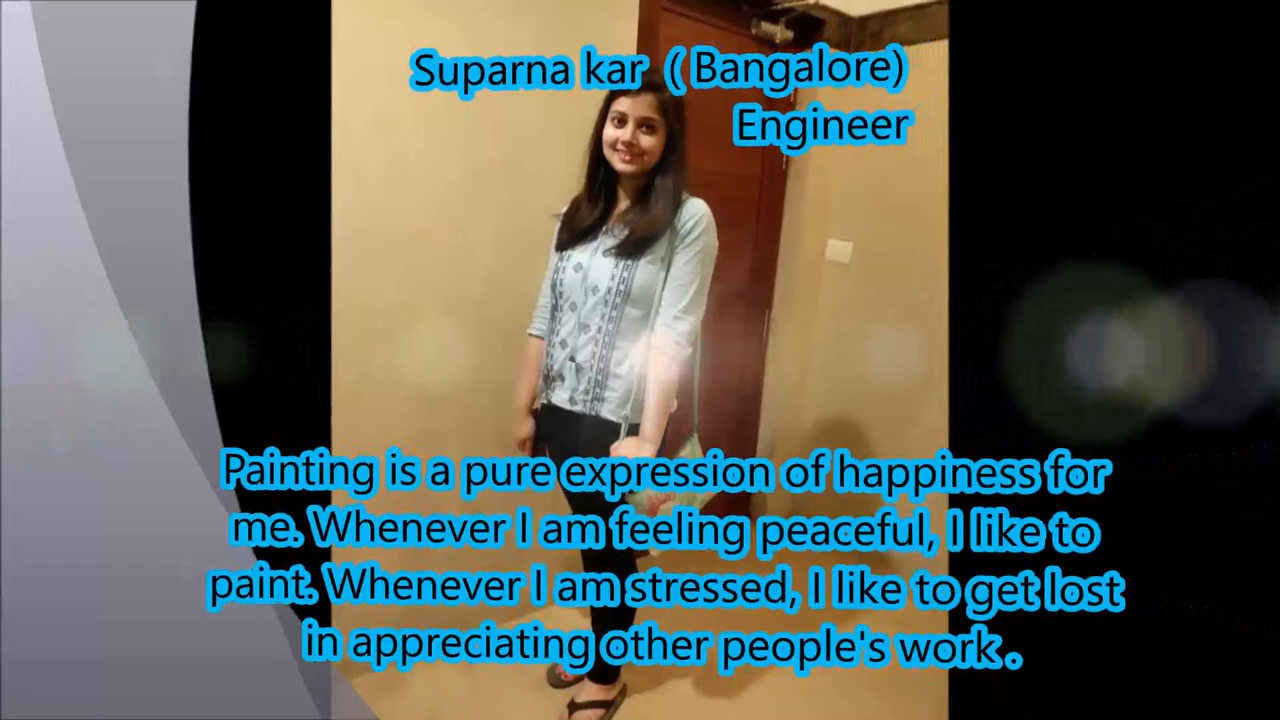 Suparna kar ( Bangalore)
Engineer
Painting is a pure expression of happiness for
me. Whenever I am feeling peaceful, I like to
paint. Whenever I am stressed, I like to get lost
in appreciating other people's work .